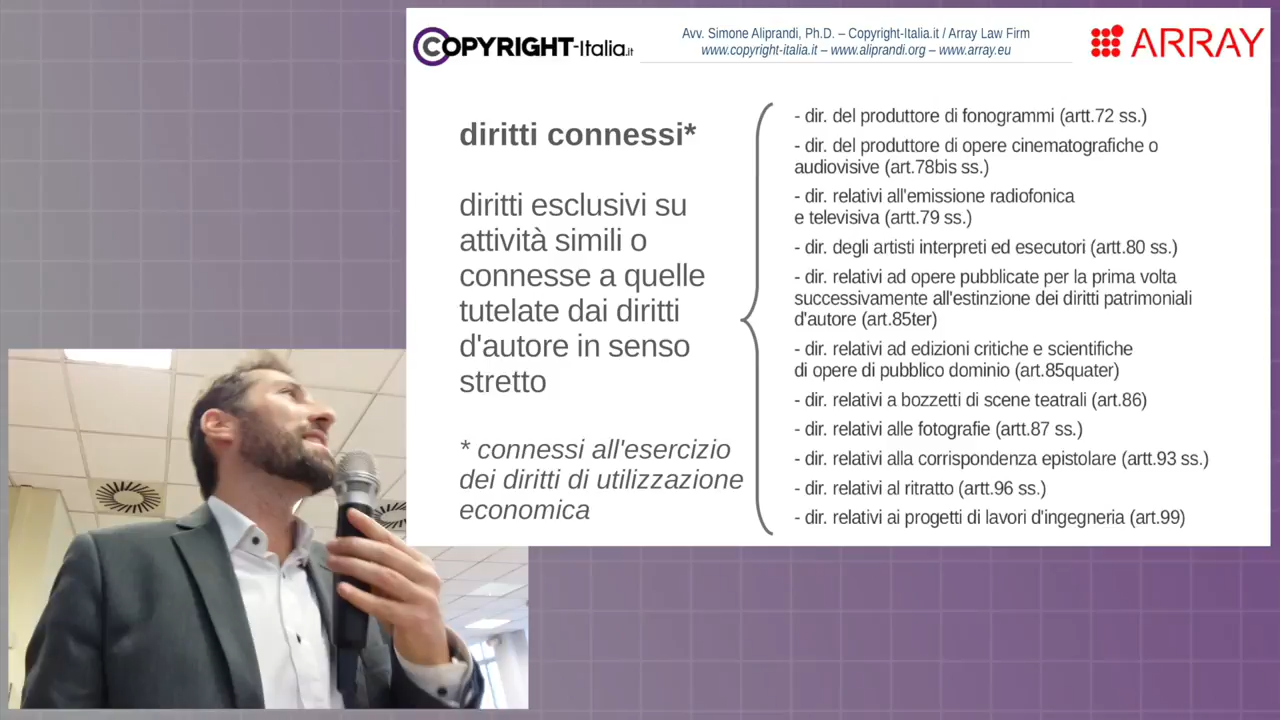 COPYRIGHT-Italia.it
Avv. Simone Aliprandi, Ph.D. – Copyright-Italia.it / Array Law Firm
www.copyright-italia.it – www.aliprandi.org – www.array.eu
ARRAY
diritti connessi*
diritti esclusivi su
attività simili o
connesse a quelle
tutelate dai diritti
d'autore in senso
stretto
* connessi all'esercizio
dei diritti di utilizzazione
economica
- dir. del produttore di fonogrammi (artt.72 ss.)
- dir. del produttore di opere cinematografiche o
audiovisive (art.78bis ss.)
- dir. relativi all'emissione radiofonica
e televisiva (artt.79 ss.)
- dir. degli artisti interpreti ed esecutori (artt.80 ss.)
- dir. relativi ad opere pubblicate per la prima volta
successivamente all'estinzione dei diritti patrimoniali
d'autore (art.85ter)
- dir. relativi ad edizioni critiche e scientifiche
di opere di pubblico dominio (art.85quater)
- dir. relativi a bozzetti di scene teatrali (art.86)
- dir. relativi alle fotografie (artt.87 ss.)
- dir. relativi alla corrispondenza epistolare (artt.93 ss.)
- dir. relativi al ritratto (artt.96 ss.)
- dir. relativi ai progetti di lavori d'ingegneria (art.99)